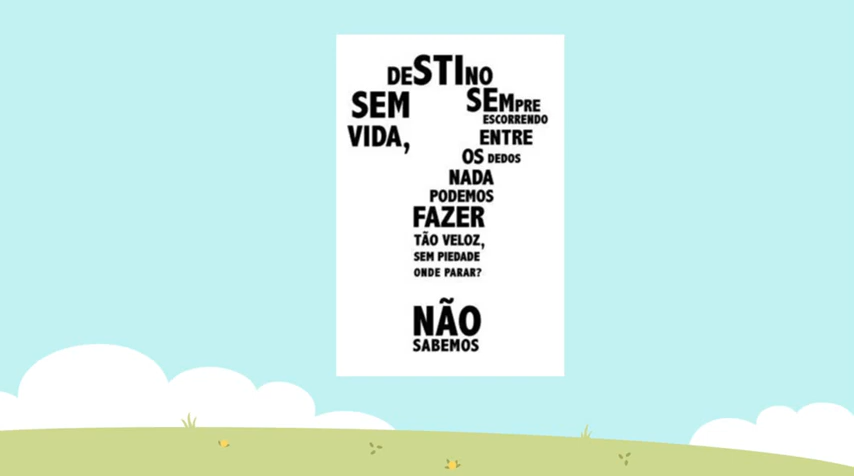 DESTINO
SEM SEMPRE
ESCORRENDO
VIDA, ENTRE
OS DEDOS
NADA
PODEMOS
FAZER
TÃO VELOZ,
SEM PIEDADE
ONDE PARAR?
NÃO
SABEMOS